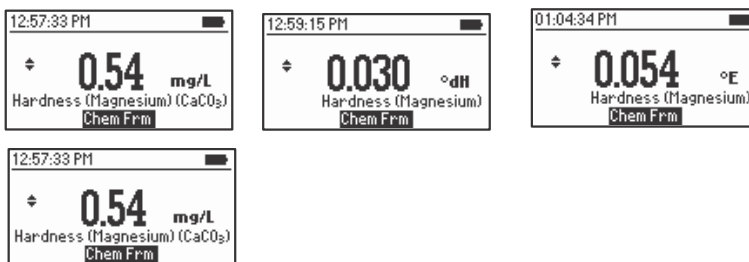 12:57:33 PM
0.54 mg/L
Hardness (Magnesium) (CaCO₃)
Chem Frm
12:59:15 PM
0.030 °dH
Hardness (Magnesium)
Chem Frm
01:04:34 PM
0.054 °E
Hardness (Magnesium)
Chem Frm
12:57:33 PM
0.54 mg/L
Hardness (Magnesium) (CaCO₃)
Chem Frm